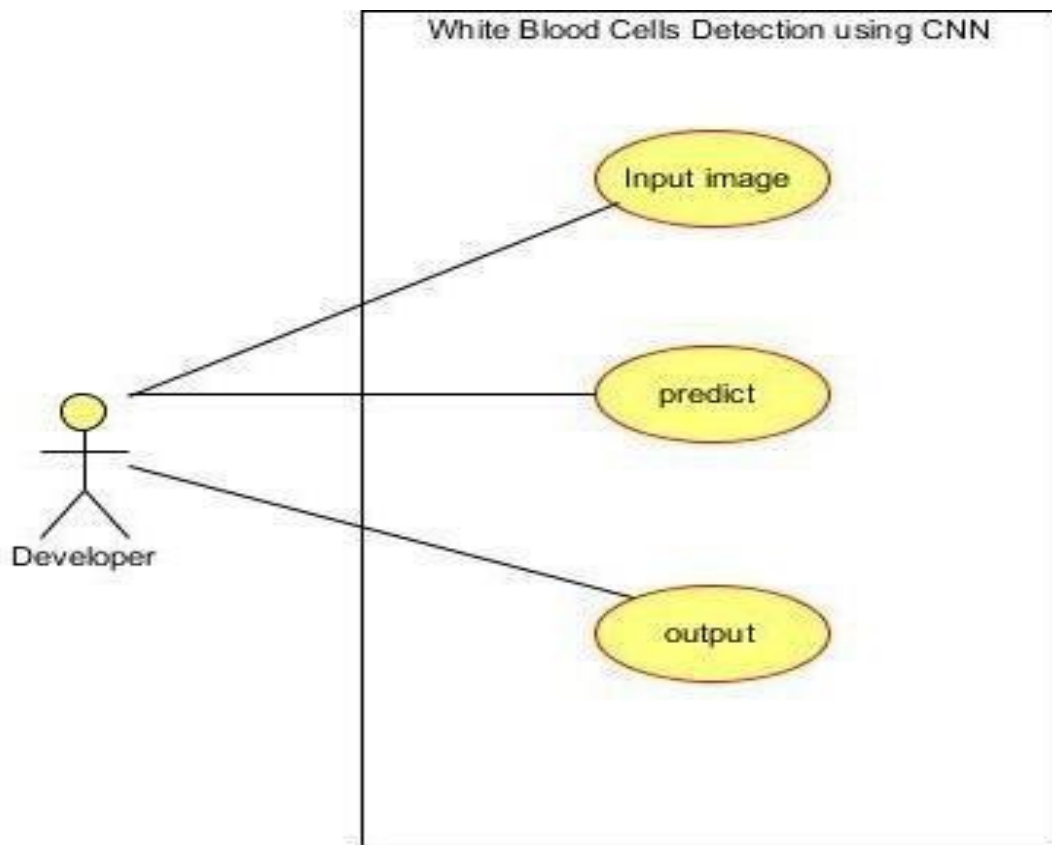 White Blood Cells Detection using CNN
Input image
predict
Developer
output